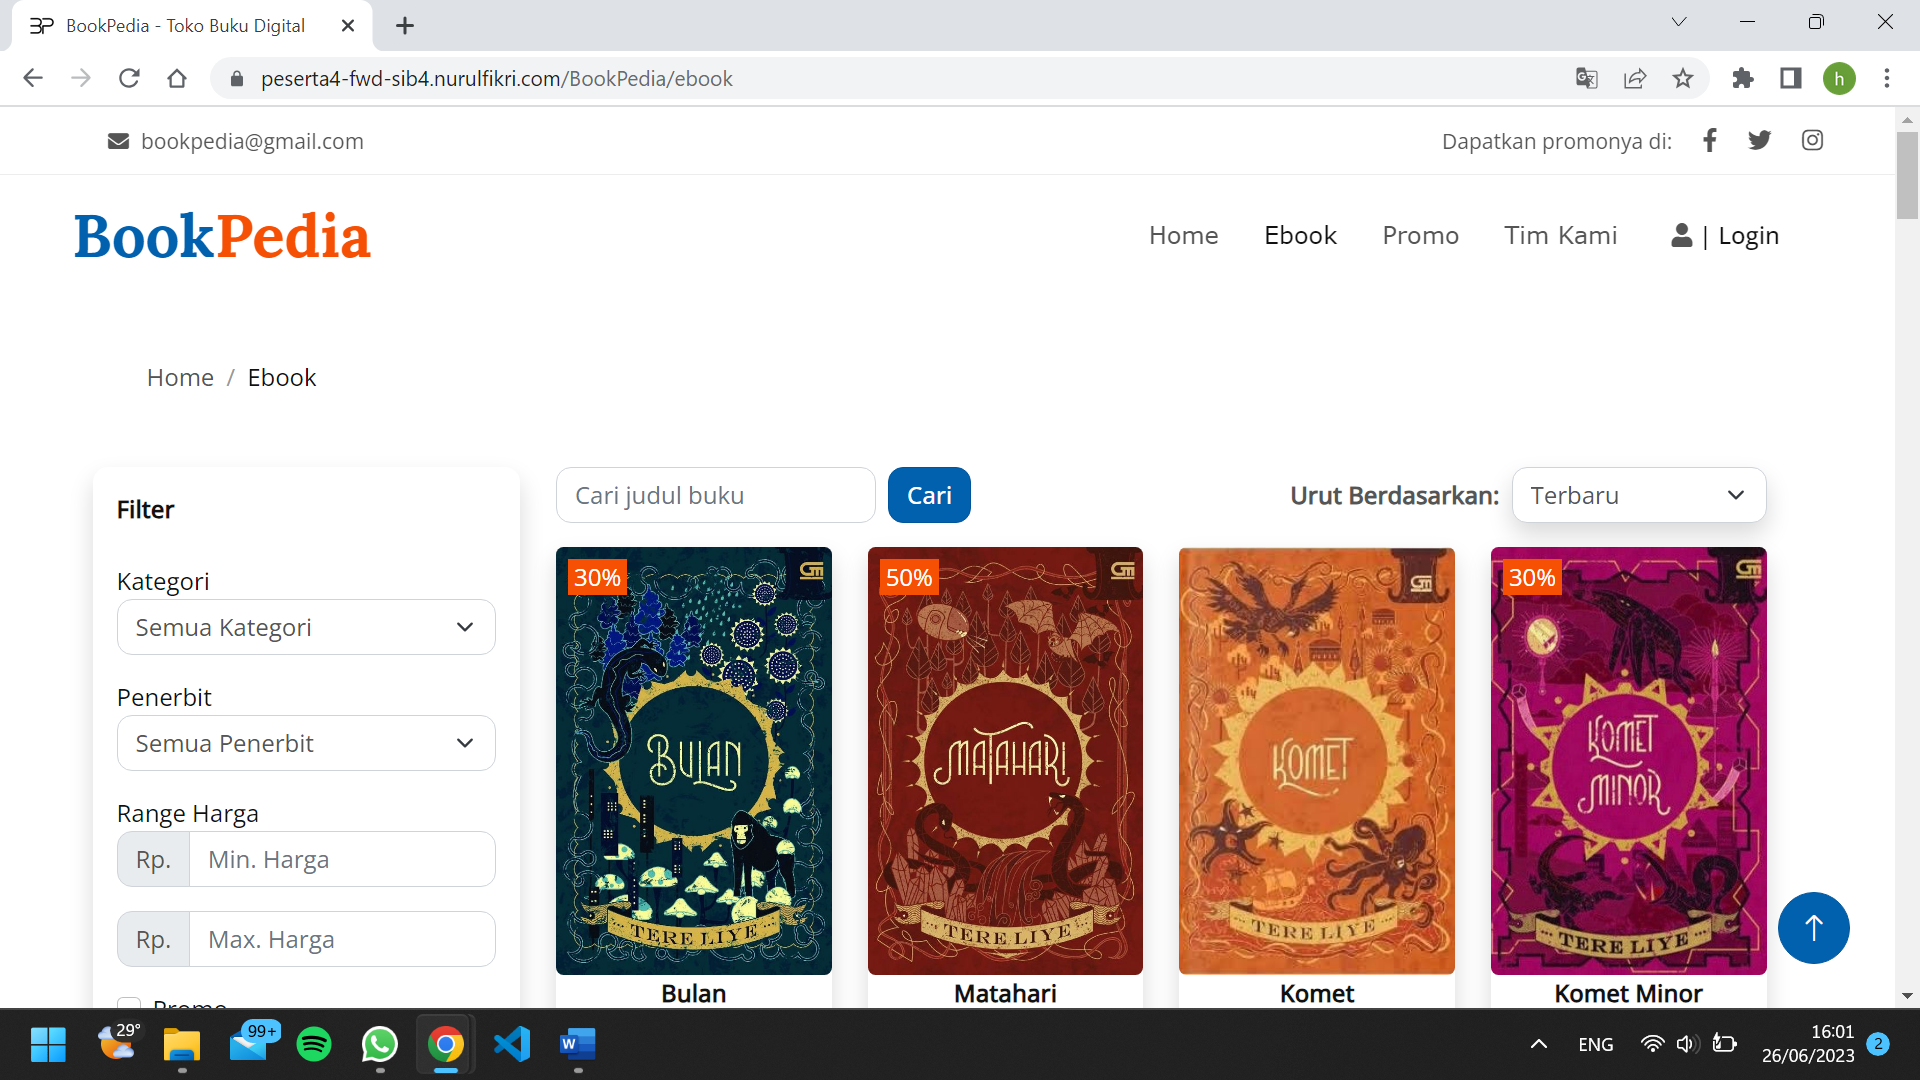 BookPedia - Toko Buku Digital
peserta4-fwd-sib4.nurulfikri.com/BookPedia/ebook
h
bookpedia@gmail.com
Dapatkan promonya di:
BookPedia
Home
Ebook
Promo
Tim Kami
| Login
Home / Ebook
Filter
Kategori
Semua Kategori
Penerbit
Semua Penerbit
Range Harga
Rp. Min. Harga
Rp. Max. Harga
Promo
Cari judul buku
Cari
Urut Berdasarkan:
Terbaru
30%
GM
BULAN
TERE LIYE
Bulan
50%
GM
MATAHARI
TERE LIYE
Matahari
GM
KOMET
TERE LIYE
Komet
30%
GM
KOMET
MINOR
TERE LIYE
Komet Minor
29°
99+
W
ENG
16:01
26/06/2023
2